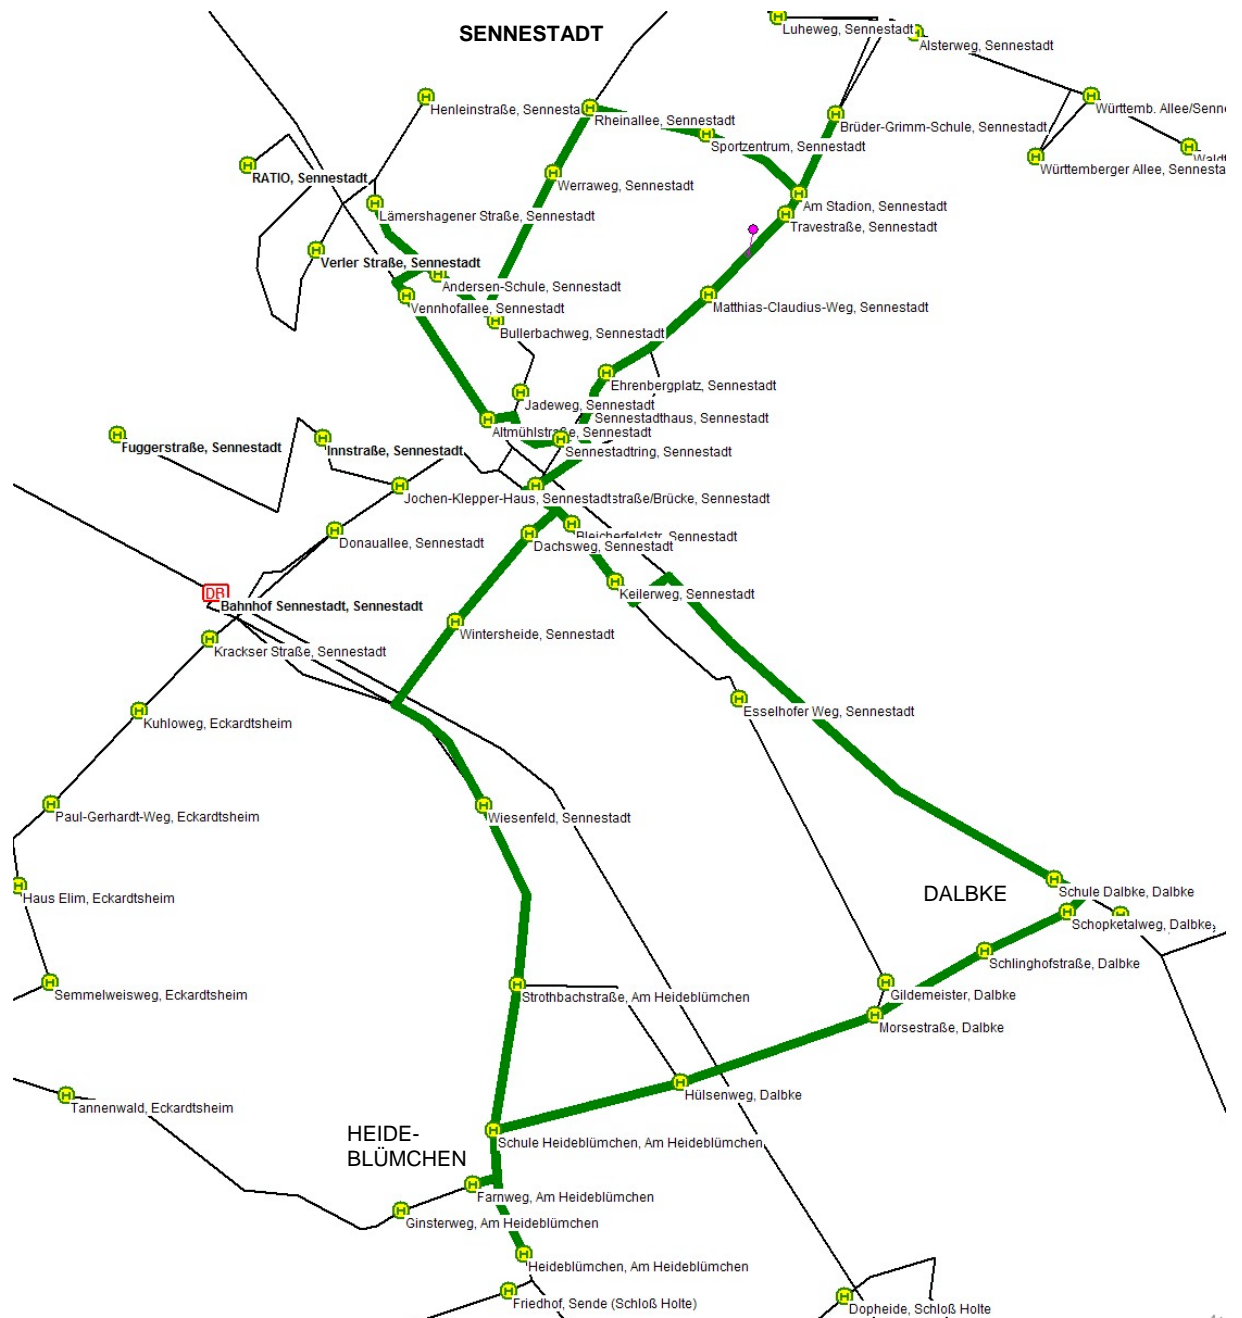 SENNESTADT
Luheweg, Sennestadt
Alsterweg, Sennestadt
Henleinstraße, Sennesta
Rheinallee, Sennestadt
Württemb. Allee/Senne
Brüder-Grimm-Schule, Sennestadt
Sportzentrum, Sennestadt
Waldt
Württemberger Allee, Sennesta
RATIO, Sennestadt
Werraweg, Sennestadt
Am Stadion, Sennestadt
Lämershagener Straße, Sennestadt
Travestraße, Sennestadt
Verler Straße, Sennestadt
Andersen-Schule, Sennestadt
Vennhofallee, Sennestadt
Matthias-Claudius-Weg, Sennestadt
Bullerbachweg, Sennestadt
Ehrenbergplatz, Sennestadt
Jadeweg, Sennestadt
Sennestadthaus, Sennestadt
Altmühlstraße, Sennestadt
Fuggerstraße, Sennestadt
Innstraße, Sennestadt
Sennestadtring, Sennestadt
Jochen-Klepper-Haus, Sennestadtstraße/Brücke, Sennestadt
Bleicherfeldstr, Sennestadt
Donauallee, Sennestadt
Dachsweg, Sennestadt
Keilerweg, Sennestadt
DB
Bahnhof Sennestadt, Sennestadt
Wintersheide, Sennestadt
Krackser Straße, Sennestadt
Esselhofer Weg, Sennestadt
Kuhloweg, Eckardtsheim
Paul-Gerhardt-Weg, Eckardtsheim
Wiesenfeld, Sennestadt
DALBKE
Schule Dalbke, Dalbke
Haus Elim, Eckardtsheim
Schopketalweg, Dalbke
Schlinghofstraße, Dalbke
Semmelweisweg, Eckardtsheim
Strothbachstraße, Am Heideblümchen
Gildemeister, Dalbke
Morsestraße, Dalbke
Hülsenweg, Dalbke
Tannenwald, Eckardtsheim
HEIDE-
BLÜMCHEN
Schule Heideblümchen, Am Heideblümchen
Farnweg, Am Heideblümchen
Ginsterweg, Am Heideblümchen
Heideblümchen, Am Heideblümchen
Friedhof, Sende (Schloß Holte)
Dopheide, Schloß Holte